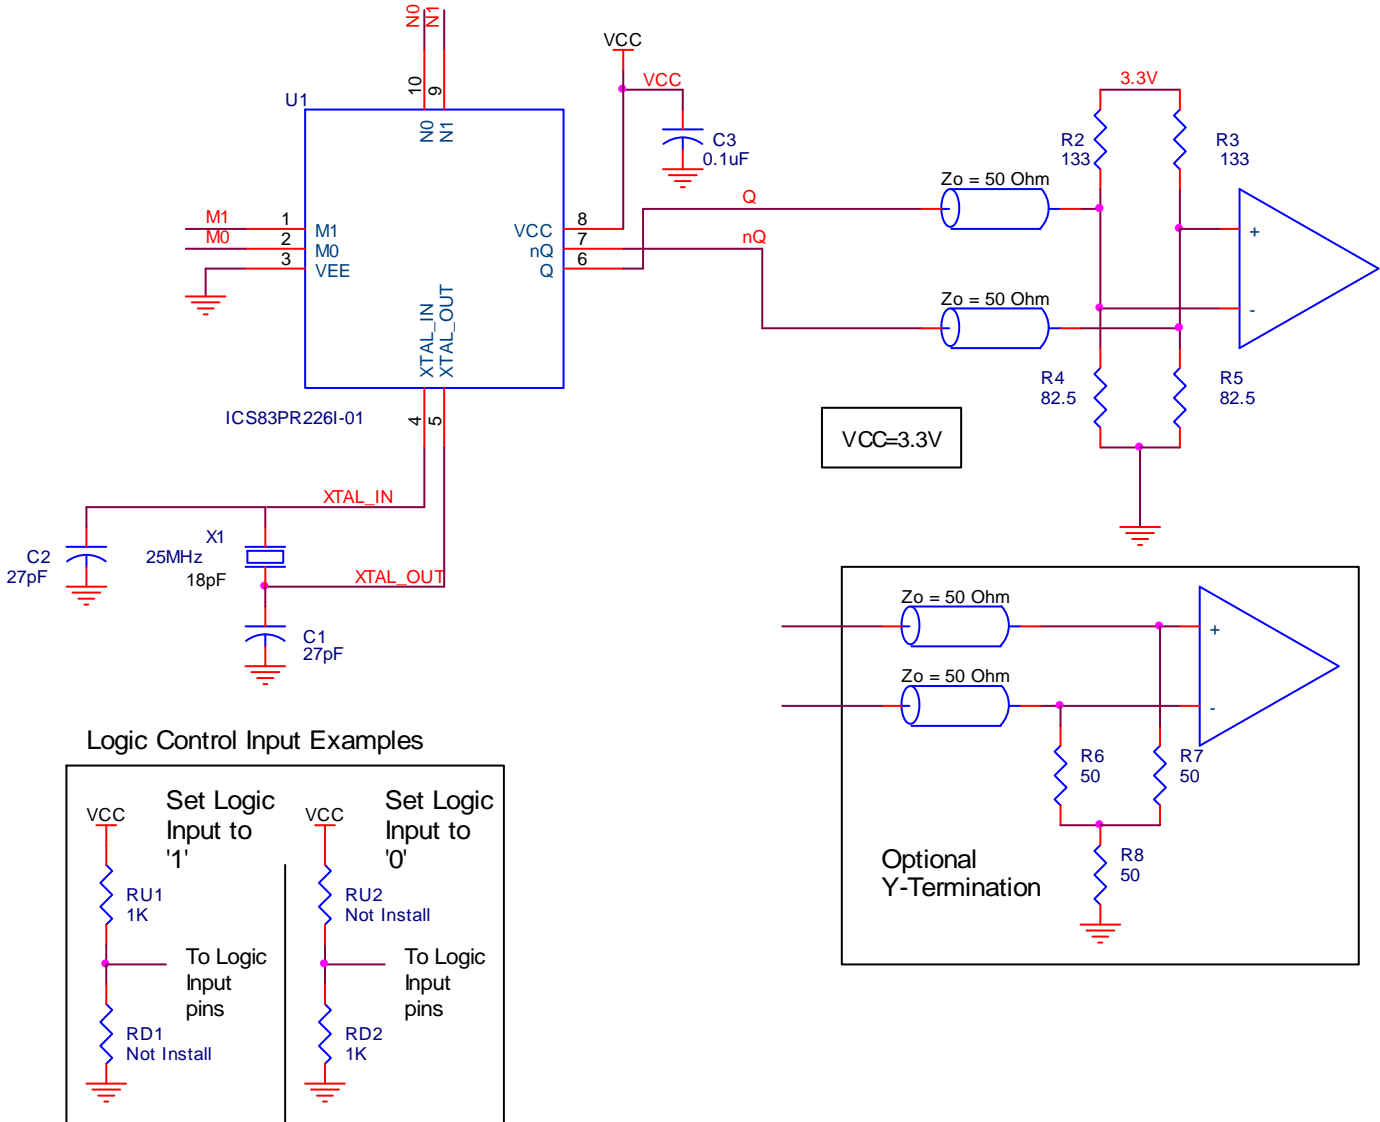 N0
N1
10
9
U1
N0
N1
VCC
VCC
C3
0.1uF
3.3V
R2
133
R3
133
Zo = 50 Ohm
Q
nQ
M1
M0
1
2
3
M1
M0
VEE
VCC
nQ
Q
8
7
6
+
-
Zo = 50 Ohm
XTAL_IN
XTAL_OUT
R4
82.5
R5
82.5
ICS83PR226I-01
4
5
VCC=3.3V
XTAL_IN
C2
27pF
X1
25MHz
18pF
XTAL_OUT
C1
27pF
Zo = 50 Ohm
+
Zo = 50 Ohm
-
R6
50
R7
50
R8
50
Optional
Y-Termination
Logic Control Input Examples
VCC
Set Logic
Input to
'1'
RU1
1K
To Logic
Input
pins
RD1
Not Install
VCC
Set Logic
Input to
'0'
RU2
Not Install
To Logic
Input
pins
RD2
1K